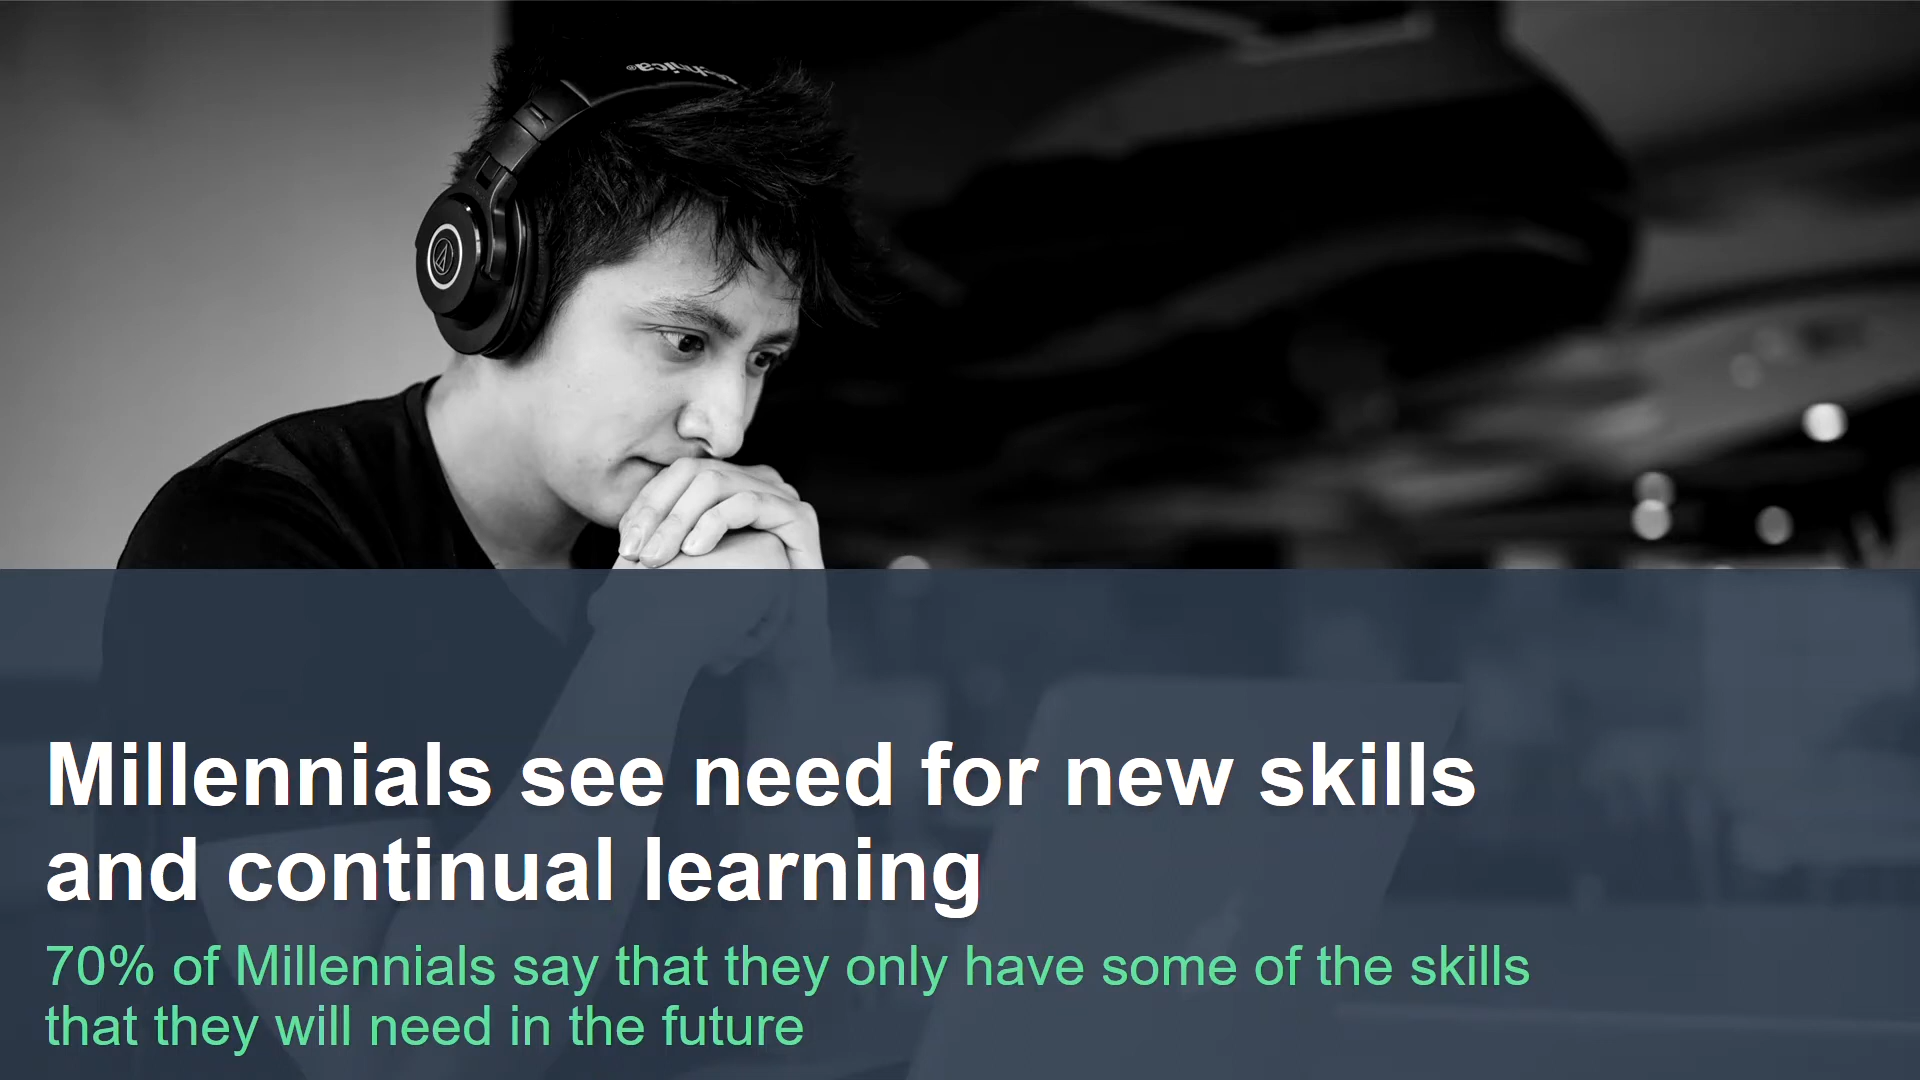 technica®
Millennials see need for new skills
and continual learning
70% of Millennials say that they only have some of the skills
that they will need in the future